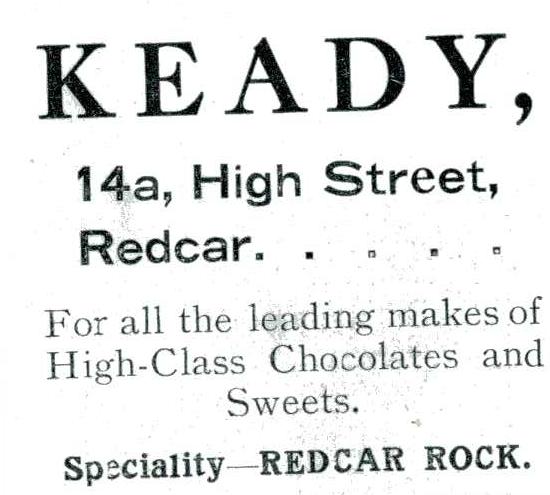 KEADY,
14a, High Street,
Redcar. . . . .
For all the leading makes of
High-Class Chocolates and
Sweets.
Speciality—REDCAR ROCK.